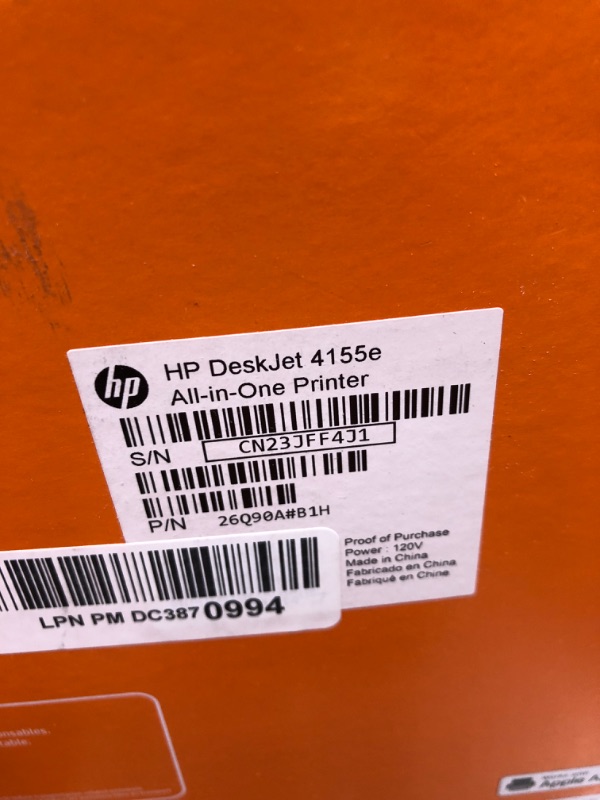 hp
HP DeskJet 4155e
All-in-One Printer
S/N
CN23JFF4J1
P/N 26Q90A#B1H
Proof of Purchase
Power : 120V
Made in China
Fabricado en China
Fabriqué en Chine
LPN PM DC387 0994